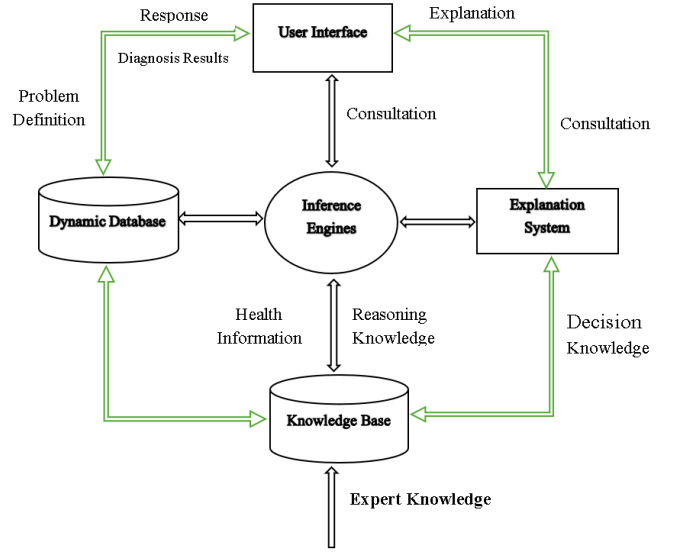 Response
Explanation
User Interface
Diagnosis Results
Problem
Definition
Consultation
Consultation
Dynamic Database
Inference
Engines
Explanation
System
Health
Information
Reasoning
Knowledge
Decision
Knowledge
Knowledge Base
Expert Knowledge